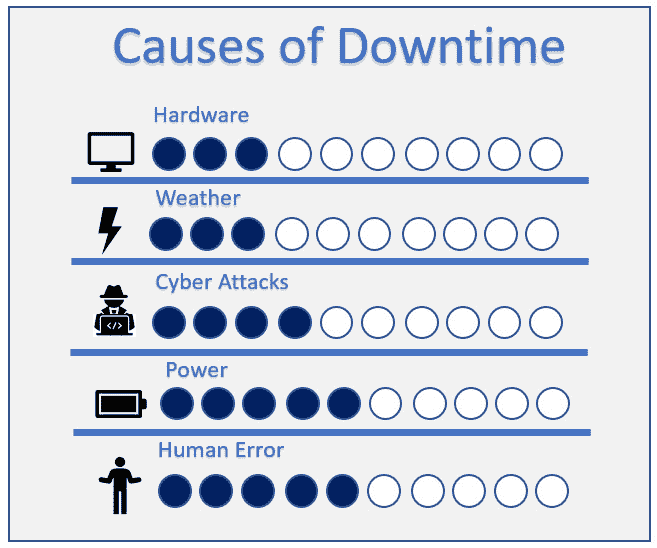 Causes of Downtime
Hardware
Weather
Cyber Attacks
</>
Power
Human Error